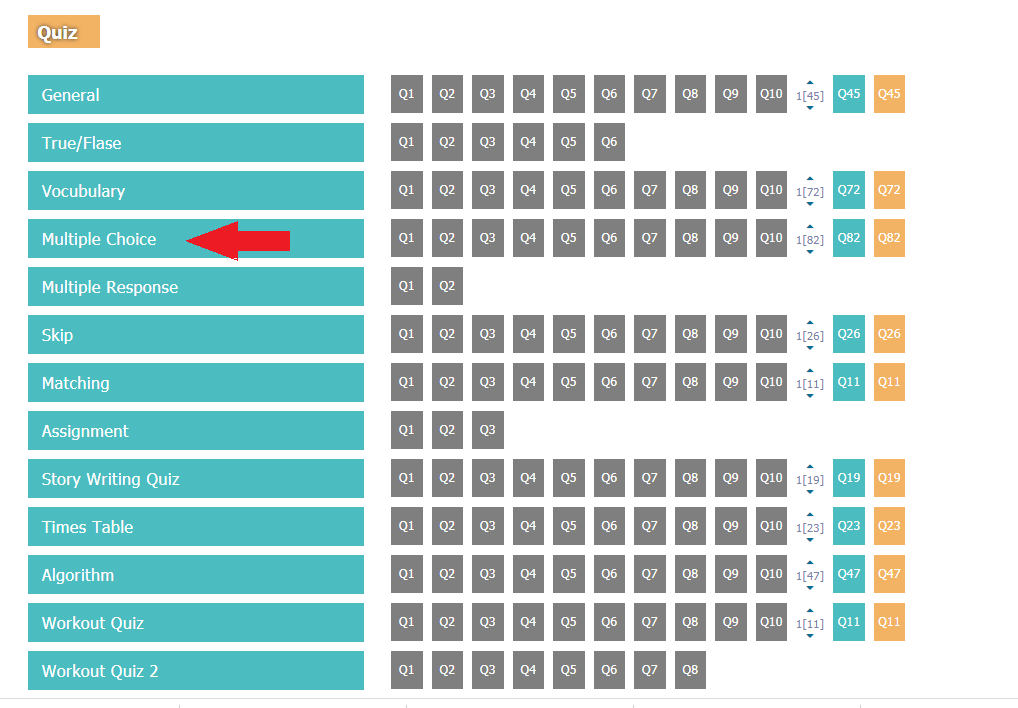 Quiz
General Q1 Q2 Q3 Q4 Q5 Q6 Q7 Q8 Q9 Q10 1[45] Q45 Q45
True/Flase Q1 Q2 Q3 Q4 Q5 Q6
Vocubulary Q1 Q2 Q3 Q4 Q5 Q6 Q7 Q8 Q9 Q10 1[72] Q72 Q72
Multiple Choice Q1 Q2 Q3 Q4 Q5 Q6 Q7 Q8 Q9 Q10 1[82] Q82 Q82
Multiple Response Q1 Q2
Skip Q1 Q2 Q3 Q4 Q5 Q6 Q7 Q8 Q9 Q10 1[26] Q26 Q26
Matching Q1 Q2 Q3 Q4 Q5 Q6 Q7 Q8 Q9 Q10 1[11] Q11 Q11
Assignment Q1 Q2 Q3
Story Writing Quiz Q1 Q2 Q3 Q4 Q5 Q6 Q7 Q8 Q9 Q10 1[19] Q19 Q19
Times Table Q1 Q2 Q3 Q4 Q5 Q6 Q7 Q8 Q9 Q10 1[23] Q23 Q23
Algorithm Q1 Q2 Q3 Q4 Q5 Q6 Q7 Q8 Q9 Q10 1[47] Q47 Q47
Workout Quiz Q1 Q2 Q3 Q4 Q5 Q6 Q7 Q8 Q9 Q10 1[11] Q11 Q11
Workout Quiz 2 Q1 Q2 Q3 Q4 Q5 Q6 Q7 Q8